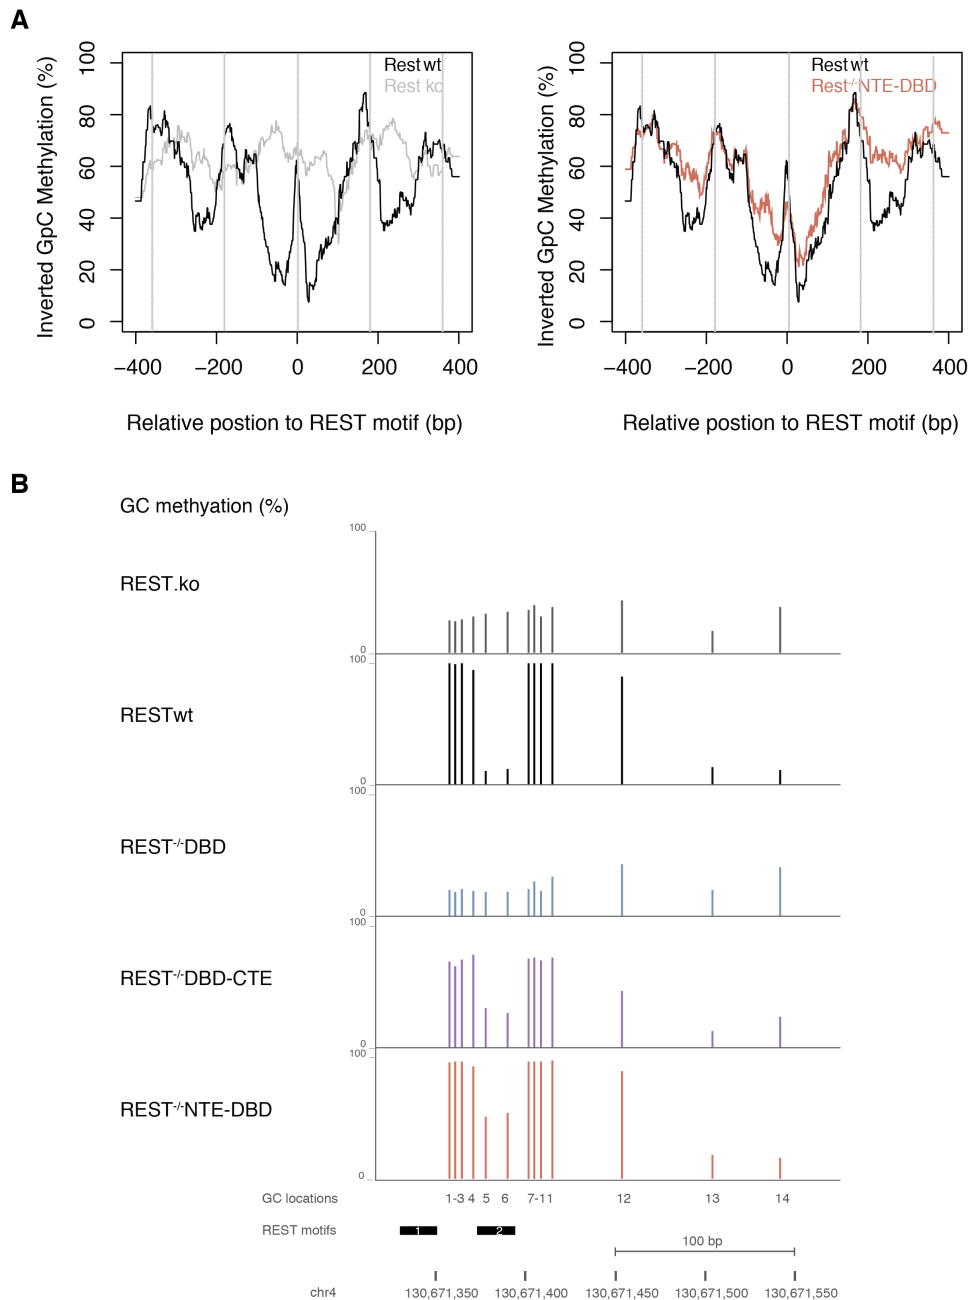 A
Inverted GpC Methylation (%)
100
80
60
40
20
0
Rest wt
Rest ko
−400 −200 0 200 400
Relative postion to REST motif (bp)
Inverted GpC Methylation (%)
100
80
60
40
20
0
Rest wt
Rest-/-NTE-DBD
−400 −200 0 200 400
Relative postion to REST motif (bp)
B
GC methyation (%)
100
REST.ko
0
100
RESTwt
0
100
REST-/-DBD
0
100
REST-/-DBD-CTE
0
100
REST-/-NTE-DBD
0
GC locations 1-3 4 5 6 7-11 12 13 14
REST motifs 1 2
100 bp
chr4 130,671,350 130,671,400 130,671,450 130,671,500 130,671,550